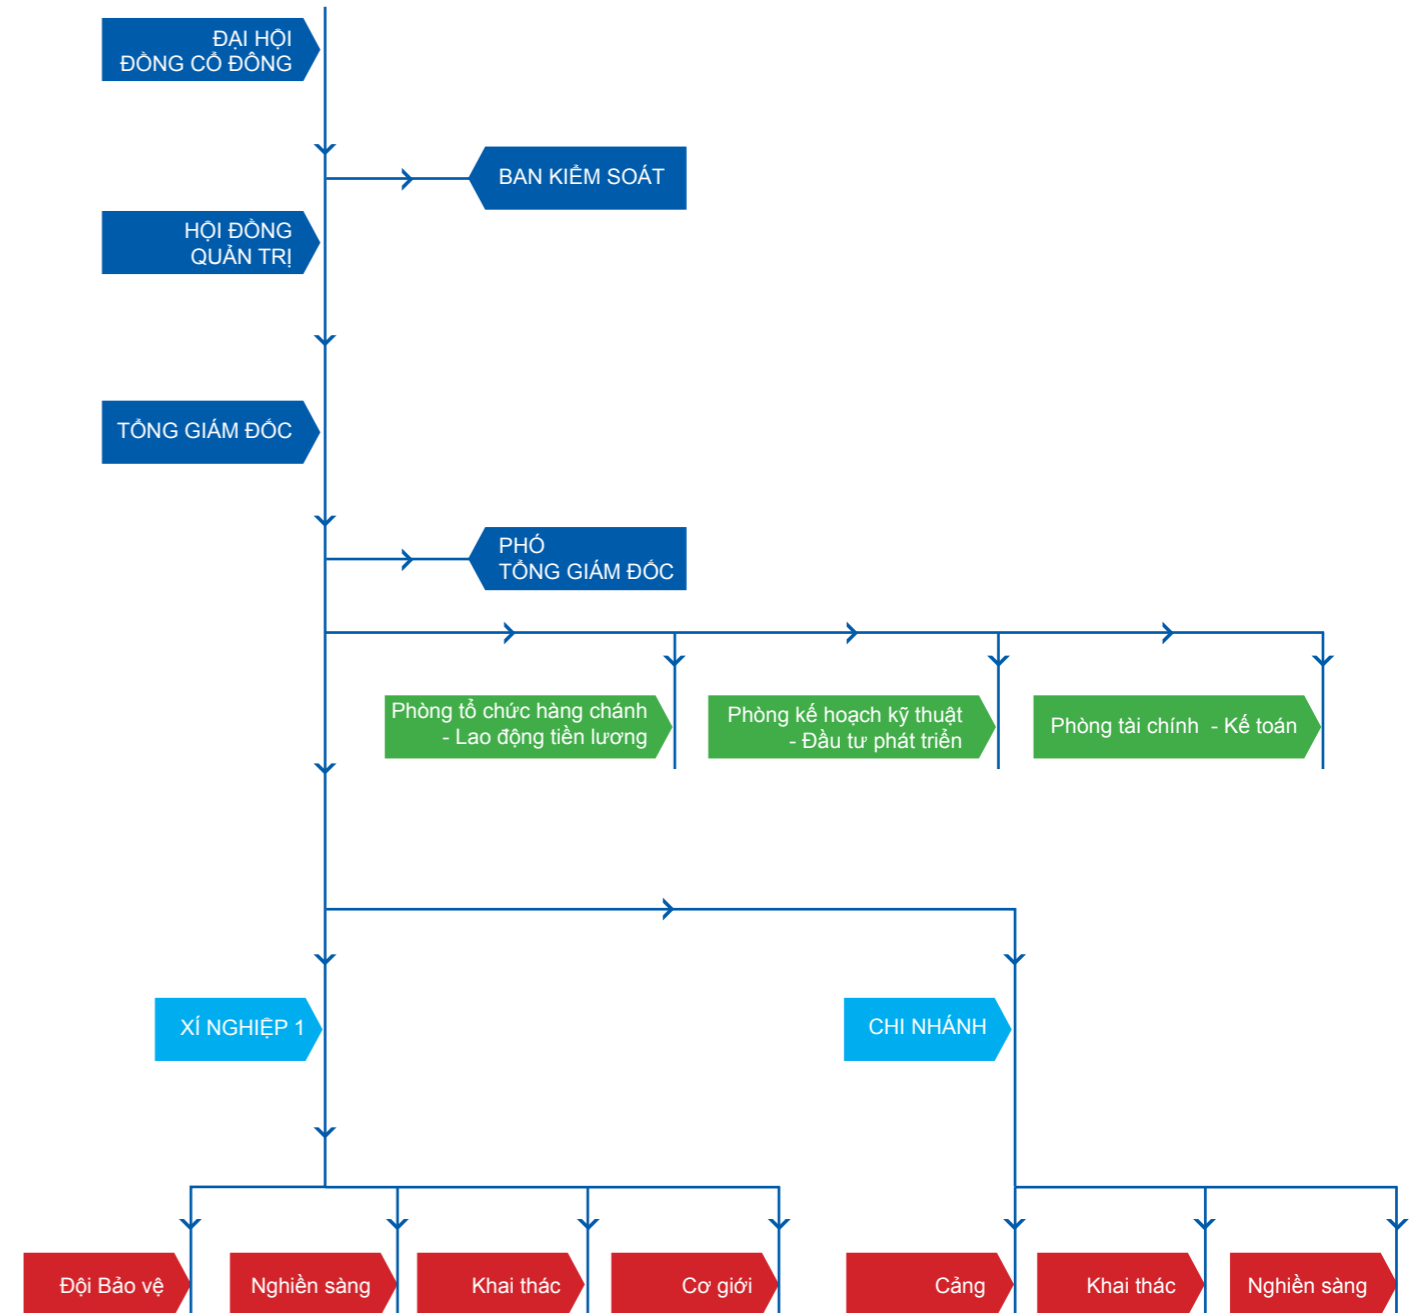 ĐẠI HỘI
ĐỒNG CỔ ĐÔNG
BAN KIỂM SOÁT
HỘI ĐỒNG
QUẢN TRỊ
TỔNG GIÁM ĐỐC
PHÓ
TỔNG GIÁM ĐỐC
Phòng tổ chức hàng chánh
- Lao động tiền lương
Phòng kế hoạch kỹ thuật
- Đầu tư phát triển
Phòng tài chính - Kế toán
XÍ NGHIỆP 1
CHI NHÁNH
Đội Bảo vệ
Nghiền sàng
Khai thác
Cơ giới
Cảng
Khai thác
Nghiền sàng